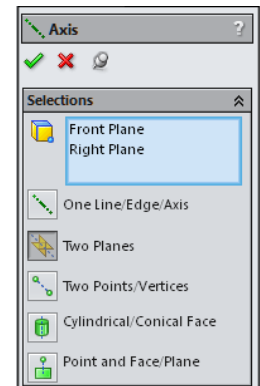 Axis ?
Selections
Front Plane
Right Plane
One Line/Edge/Axis
Two Planes
Two Points/Vertices
Cylindrical/Conical Face
Point and Face/Plane